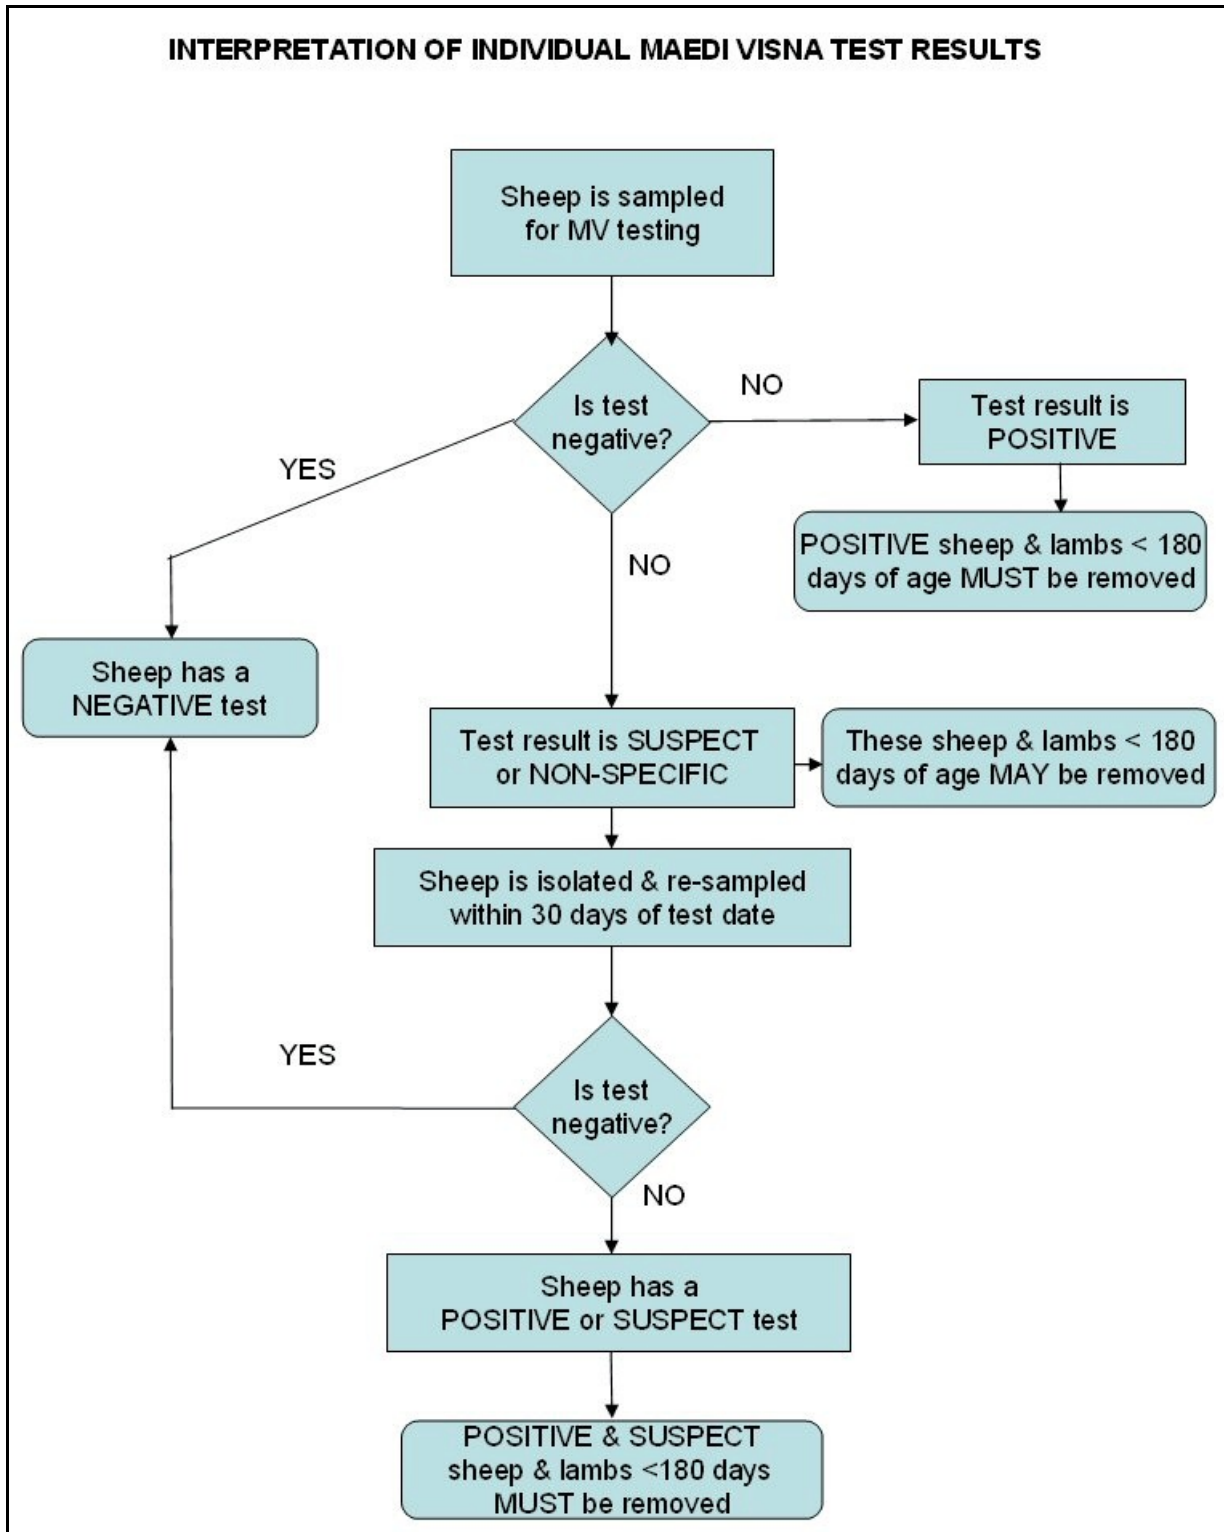 INTERPRETATION OF INDIVIDUAL MAEDI VISNA TEST RESULTS
Sheep is sampled
for MV testing
Is test
negative?
NO
Test result is
POSITIVE
YES
POSITIVE sheep & lambs < 180
days of age MUST be removed
NO
Sheep has a
NEGATIVE test
Test result is SUSPECT
or NON-SPECIFIC
These sheep & lambs < 180
days of age MAY be removed
Sheep is isolated & re-sampled
within 30 days of test date
YES
Is test
negative?
NO
Sheep has a
POSITIVE or SUSPECT test
POSITIVE & SUSPECT
sheep & lambs <180 days
MUST be removed